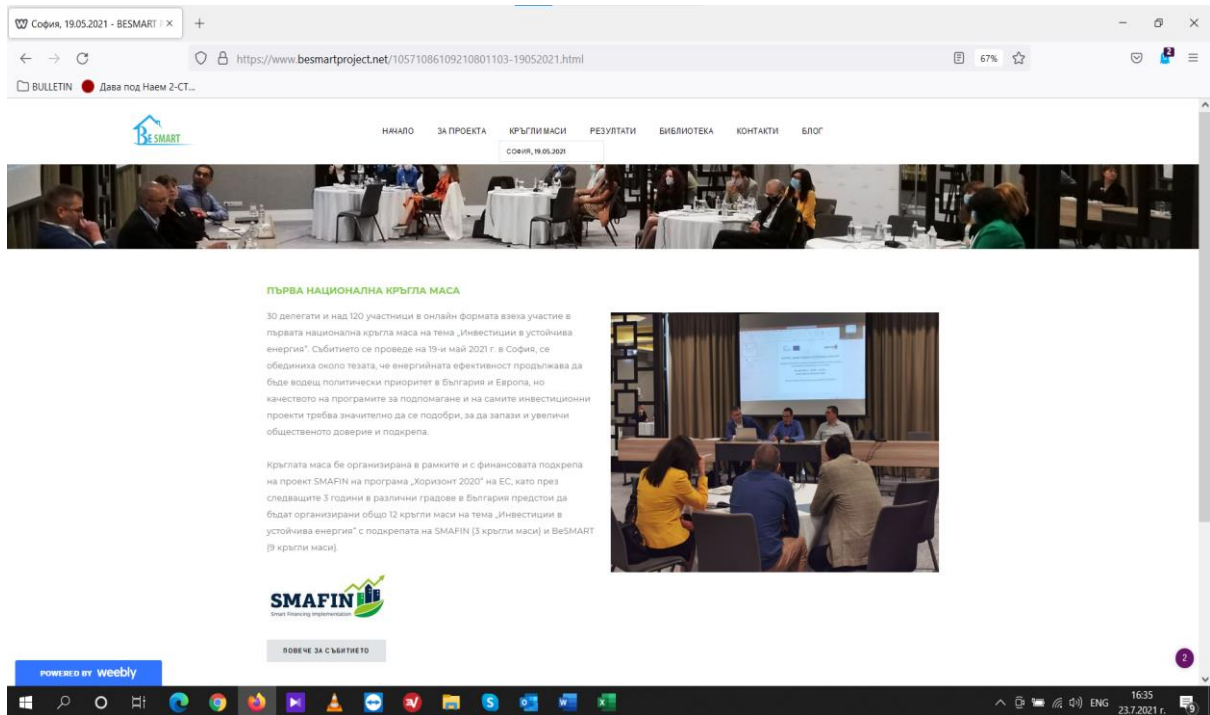 София, 19.05.2021 - BESMART
https://www.besmartproject.net/10571086109210801103-19052021.html
67%
2
BULLETIN
Дава под Наем 2-СТ...
BE SMART
НАЧАЛО ЗА ПРОЕКТА КРЪГЛИ МАСИ РЕЗУЛТАТИ БИБЛИОТЕКА КОНТАКТИ БЛОГ
СОФИЯ, 19.05.2021
ПЪРВА НАЦИОНАЛНА КРЪГЛА МАСА
30 делегати и над 120 участници в онлайн формата взеха участие в
първата национална кръгла маса на тема „Инвестиции в устойчива
енергия“. Събитието се проведе на 19-и май 2021 г. в София, се
обединиха около тезата, че енергийната ефективност продължава да
бъде водещ политически приоритет в България и Европа, но
качеството на програмите за подпомагане и на самите инвестиционни
проекти трябва значително да се подобри, за да запази и увеличи
общественото доверие и подкрепа.
Кръглата маса бе организирана в рамките и с финансовата подкрепа
на проект SMAFIN на програма „Хоризонт 2020“ на ЕС, като през
следващите 3 години в различни градове в България предстои да
бъдат организирани общо 12 кръгли маси на тема „Инвестиции в
устойчива енергия“ с подкрепата на SMAFIN (3 кръгли маси) и BeSMART
(9 кръгли маси).
SMAFIN
Smart Financing Implementation
ПОВЕЧЕ ЗА СЪБИТИЕТО
POWERED BY weebly
2
ENG
16:35
23.7.2021 г.
9